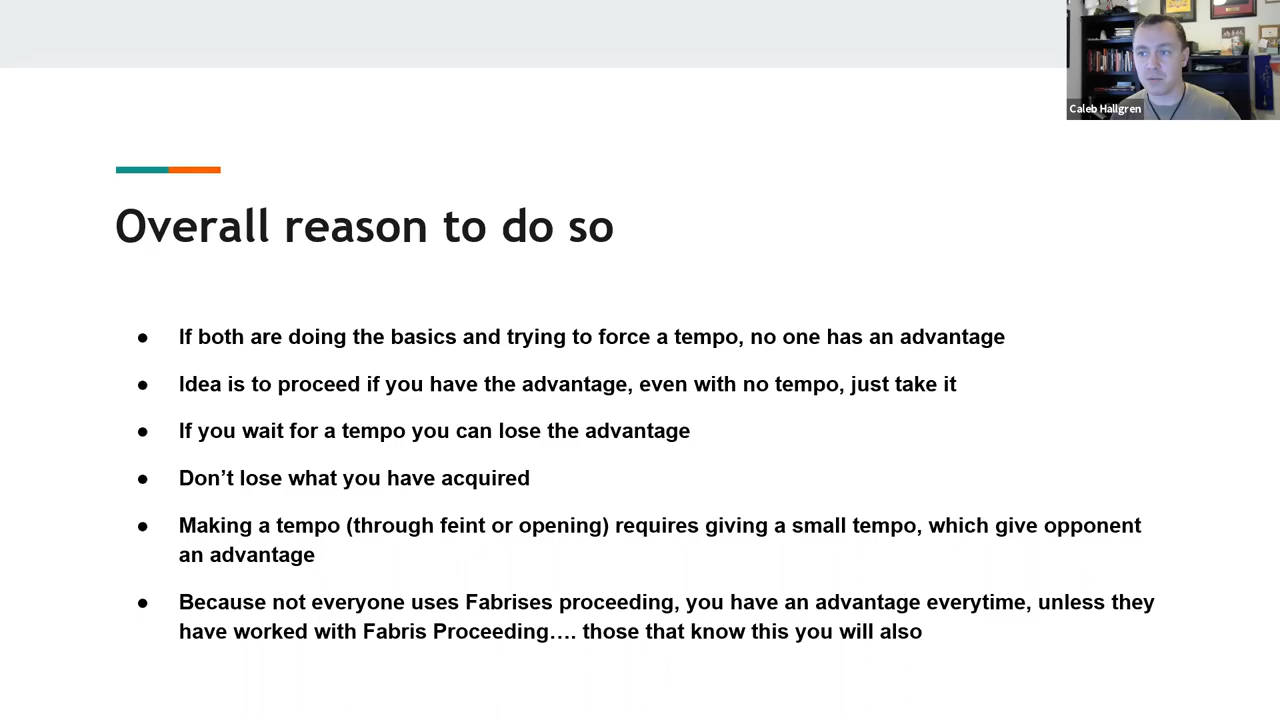 Caleb Hallgren
Overall reason to do so
● If both are doing the basics and trying to force a tempo, no one has an advantage
● Idea is to proceed if you have the advantage, even with no tempo, just take it
● If you wait for a tempo you can lose the advantage
● Don’t lose what you have acquired
● Making a tempo (through feint or opening) requires giving a small tempo, which give opponent
an advantage
● Because not everyone uses Fabrises proceeding, you have an advantage everytime, unless they
have worked with Fabris Proceeding…. those that know this you will also